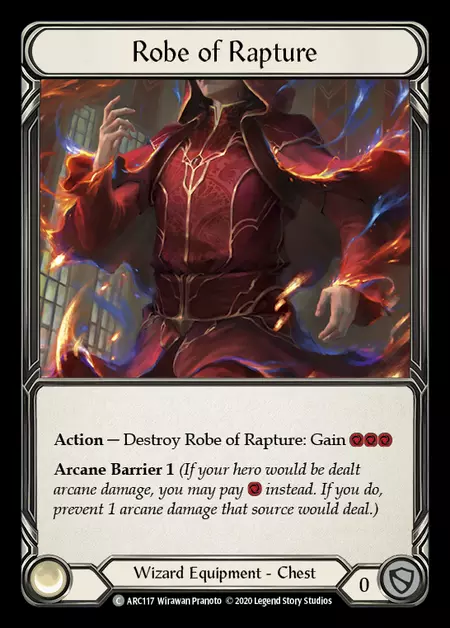 Robe of Rapture
Action — Destroy Robe of Rapture: Gain
Arcane Barrier 1 (If your hero would be dealt
arcane damage, you may pay instead. If you do,
prevent 1 arcane damage that source would deal.)
Wizard Equipment - Chest
0
C ARC117 Wirawan Pranoto © 2020 Legend Story Studios